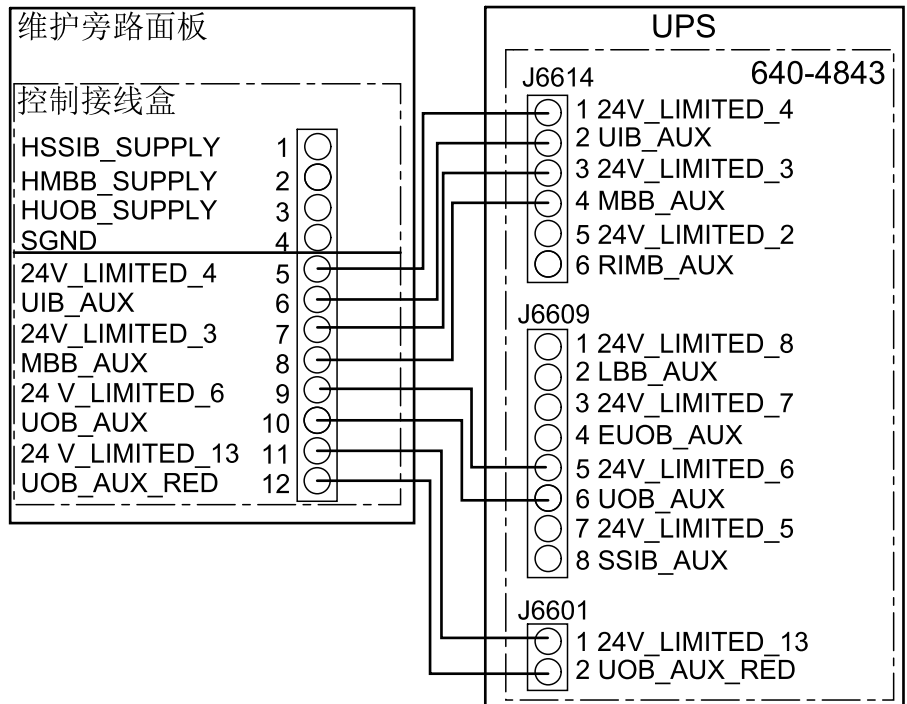 维护旁路面板
控制接线盒
HSSIB_SUPPLY 1
HMBB_SUPPLY 2
HUOB_SUPPLY 3
SGND 4
24V_LIMITED_4 5
UIB_AUX 6
24V_LIMITED_3 7
MBB_AUX 8
24 V_LIMITED_6 9
UOB_AUX 10
24 V_LIMITED_13 11
UOB_AUX_RED 12
UPS
640-4843
J6614
1 24V_LIMITED_4
2 UIB_AUX
3 24V_LIMITED_3
4 MBB_AUX
5 24V_LIMITED_2
6 RIMB_AUX
J6609
1 24V_LIMITED_8
2 LBB_AUX
3 24V_LIMITED_7
4 EUOB_AUX
5 24V_LIMITED_6
6 UOB_AUX
7 24V_LIMITED_5
8 SSIB_AUX
J6601
1 24V_LIMITED_13
2 UOB_AUX_RED